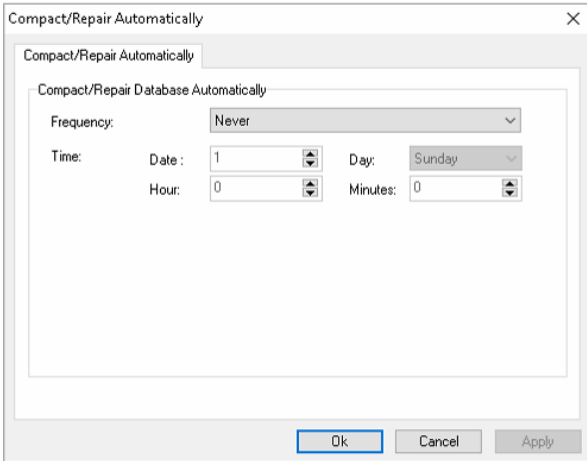 Compact/Repair Automatically
Compact/Repair Automatically
Compact/Repair Database Automatically
Frequency: Never
Time: Date : 1 Day: Sunday
Hour: 0 Minutes: 0
Ok Cancel Apply